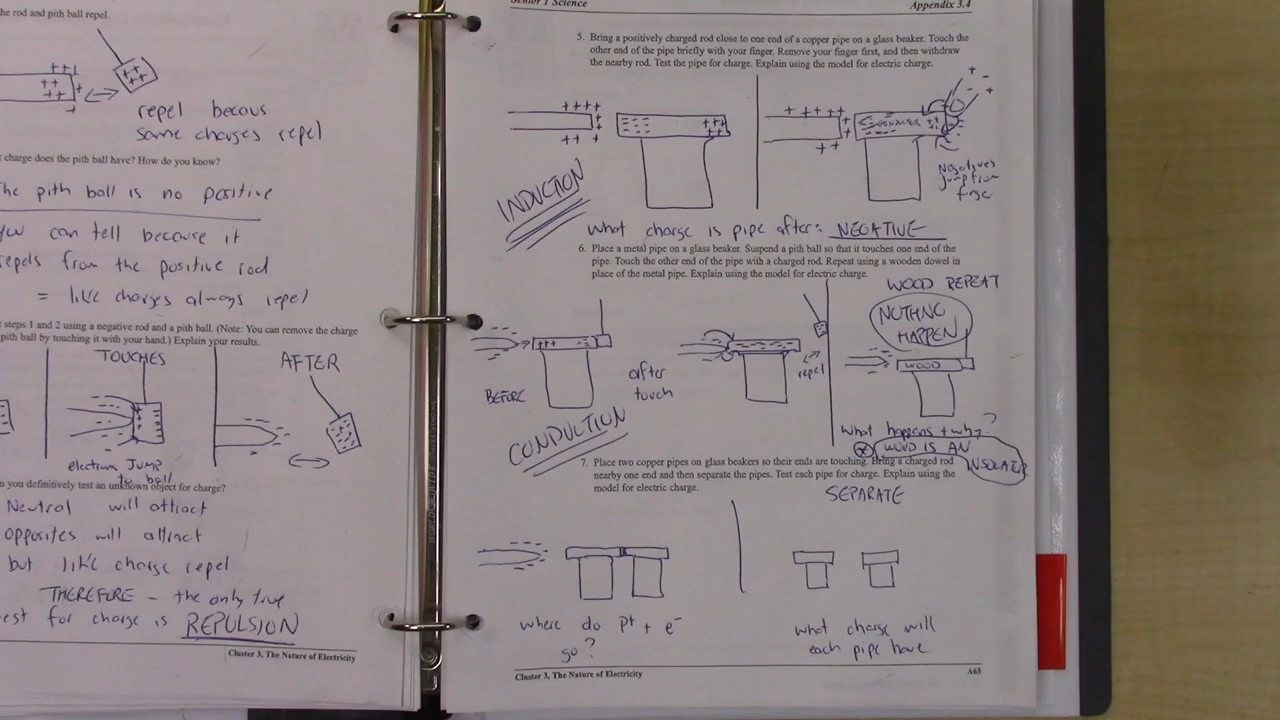 he rod and pith ball repel.
repel becaus
same charges repel
t charge does the pith ball have? How do you know?
The pith ball is no positive
you can tell because it
repels from the positive rod
= like charges always repel
t steps 1 and 2 using a negative rod and a pith ball. (Note: You can remove the charge
pith ball by touching it with your hand.) Explain your results.
TOUCHES
AFTER
electrons JUMP
to ball
n you definitively test an unknown object for charge?
Neutral will attract
opposites will attract
but like charge repel
THEREFORE - the only true
test for charge is REPULSION
Cluster 3, The Nature of Electricity
Senior 1 Science
Appendix 3.4
5. Bring a positively charged rod close to one end of a copper pipe on a glass beaker. Touch the
other end of the pipe briefly with your finger. Remove your finger first, and then withdraw
the nearby rod. Test the pipe for charge. Explain using the model for electric charge.
INDUCTION
Negatives
jump from
finger
what charge is pipe after: NEGATIVE
6. Place a metal pipe on a glass beaker. Suspend a pith ball so that it touches one end of the
pipe. Touch the other end of the pipe with a charged rod. Repeat using a wooden dowel in
place of the metal pipe. Explain using the model for electric charge.
WOOD REPEAT
NOTHNG
HAPPEN
BEFORE
after
touch
repel
WOOD
CONDUCTION
what happens + why?
WOOD IS AN
INSOLATER
7. Place two copper pipes on glass beakers so their ends are touching. Bring a charged rod
nearby one end and then separate the pipes. Test each pipe for charge. Explain using the
model for electric charge.
SEPARATE
where do p+ + e-
go?
what charge will
each pipe have
Cluster 3, The Nature of Electricity
A65